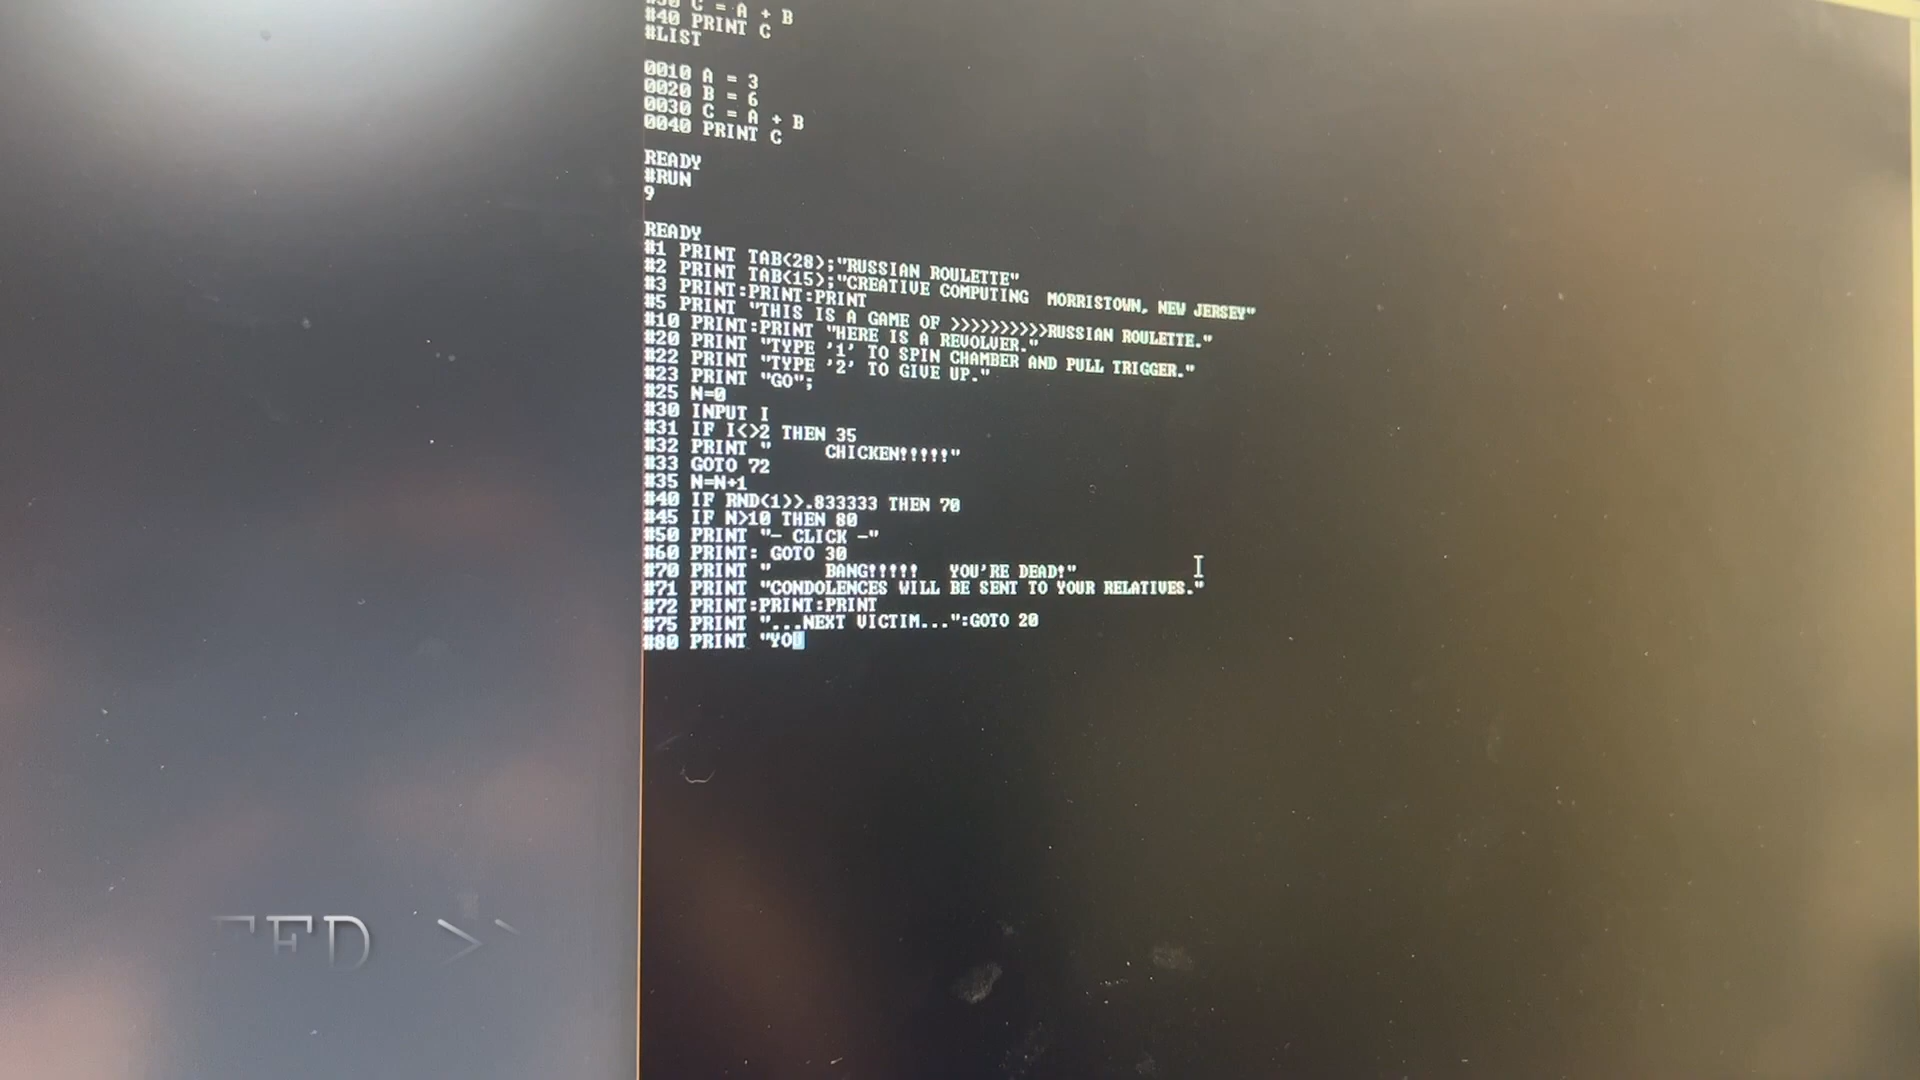 #30 C = A + B
#40 PRINT C
#LIST
0010 A = 3
0020 B = 6
0030 C = A + B
0040 PRINT C
READY
#RUN
9
READY
#1 PRINT TAB(28);"RUSSIAN ROULETTE"
#2 PRINT TAB(15);"CREATIVE COMPUTING  MORRISTOWN, NEW JERSEY"
#3 PRINT:PRINT:PRINT
#5 PRINT "THIS IS A GAME OF >>>>>>>>>>RUSSIAN ROULETTE."
#10 PRINT:PRINT "HERE IS A REVOLVER."
#20 PRINT "TYPE '1' TO SPIN CHAMBER AND PULL TRIGGER."
#22 PRINT "TYPE '2' TO GIVE UP."
#23 PRINT "GO";
#25 N=0
#30 INPUT I
#31 IF I<>2 THEN 35
#32 PRINT "     CHICKEN!!!!!"
#33 GOTO 72
#35 N=N+1
#40 IF RND(1)>.833333 THEN 70
#45 IF N>10 THEN 80
#50 PRINT "- CLICK -"
#60 PRINT: GOTO 30
#70 PRINT "     BANG!!!!!   YOU'RE DEAD!"
#71 PRINT "CONDOLENCES WILL BE SENT TO YOUR RELATIVES."
#72 PRINT:PRINT:PRINT
#75 PRINT "...NEXT VICTIM...":GOTO 20
#80 PRINT "YOU